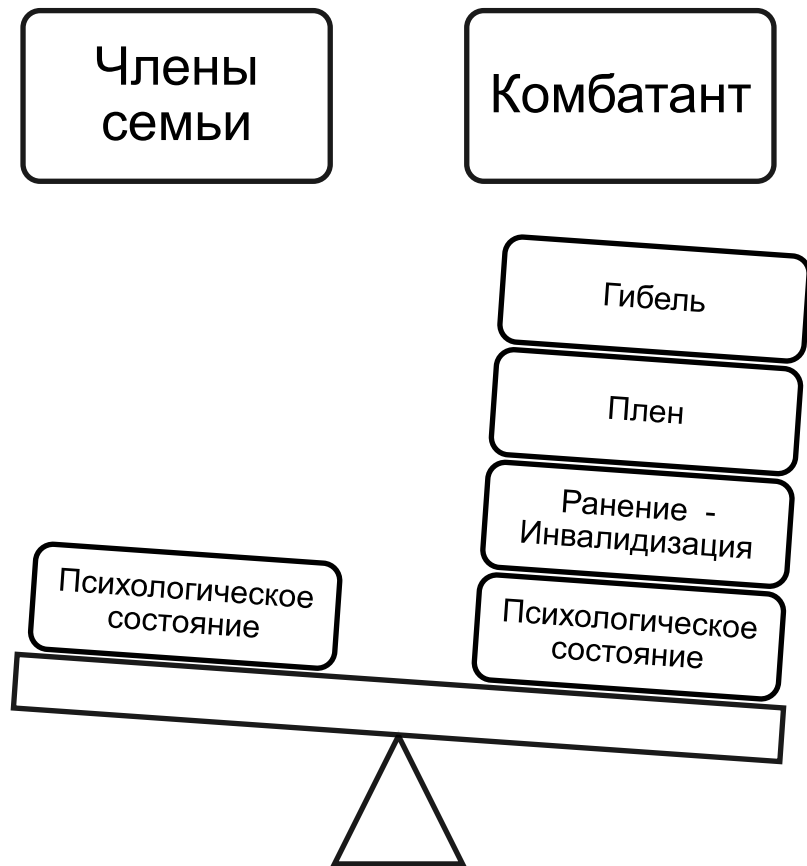 Члены
семьи
Комбатант
Гибель
Плен
Ранение -
Инвалидизация
Психологическое
состояние
Психологическое
состояние